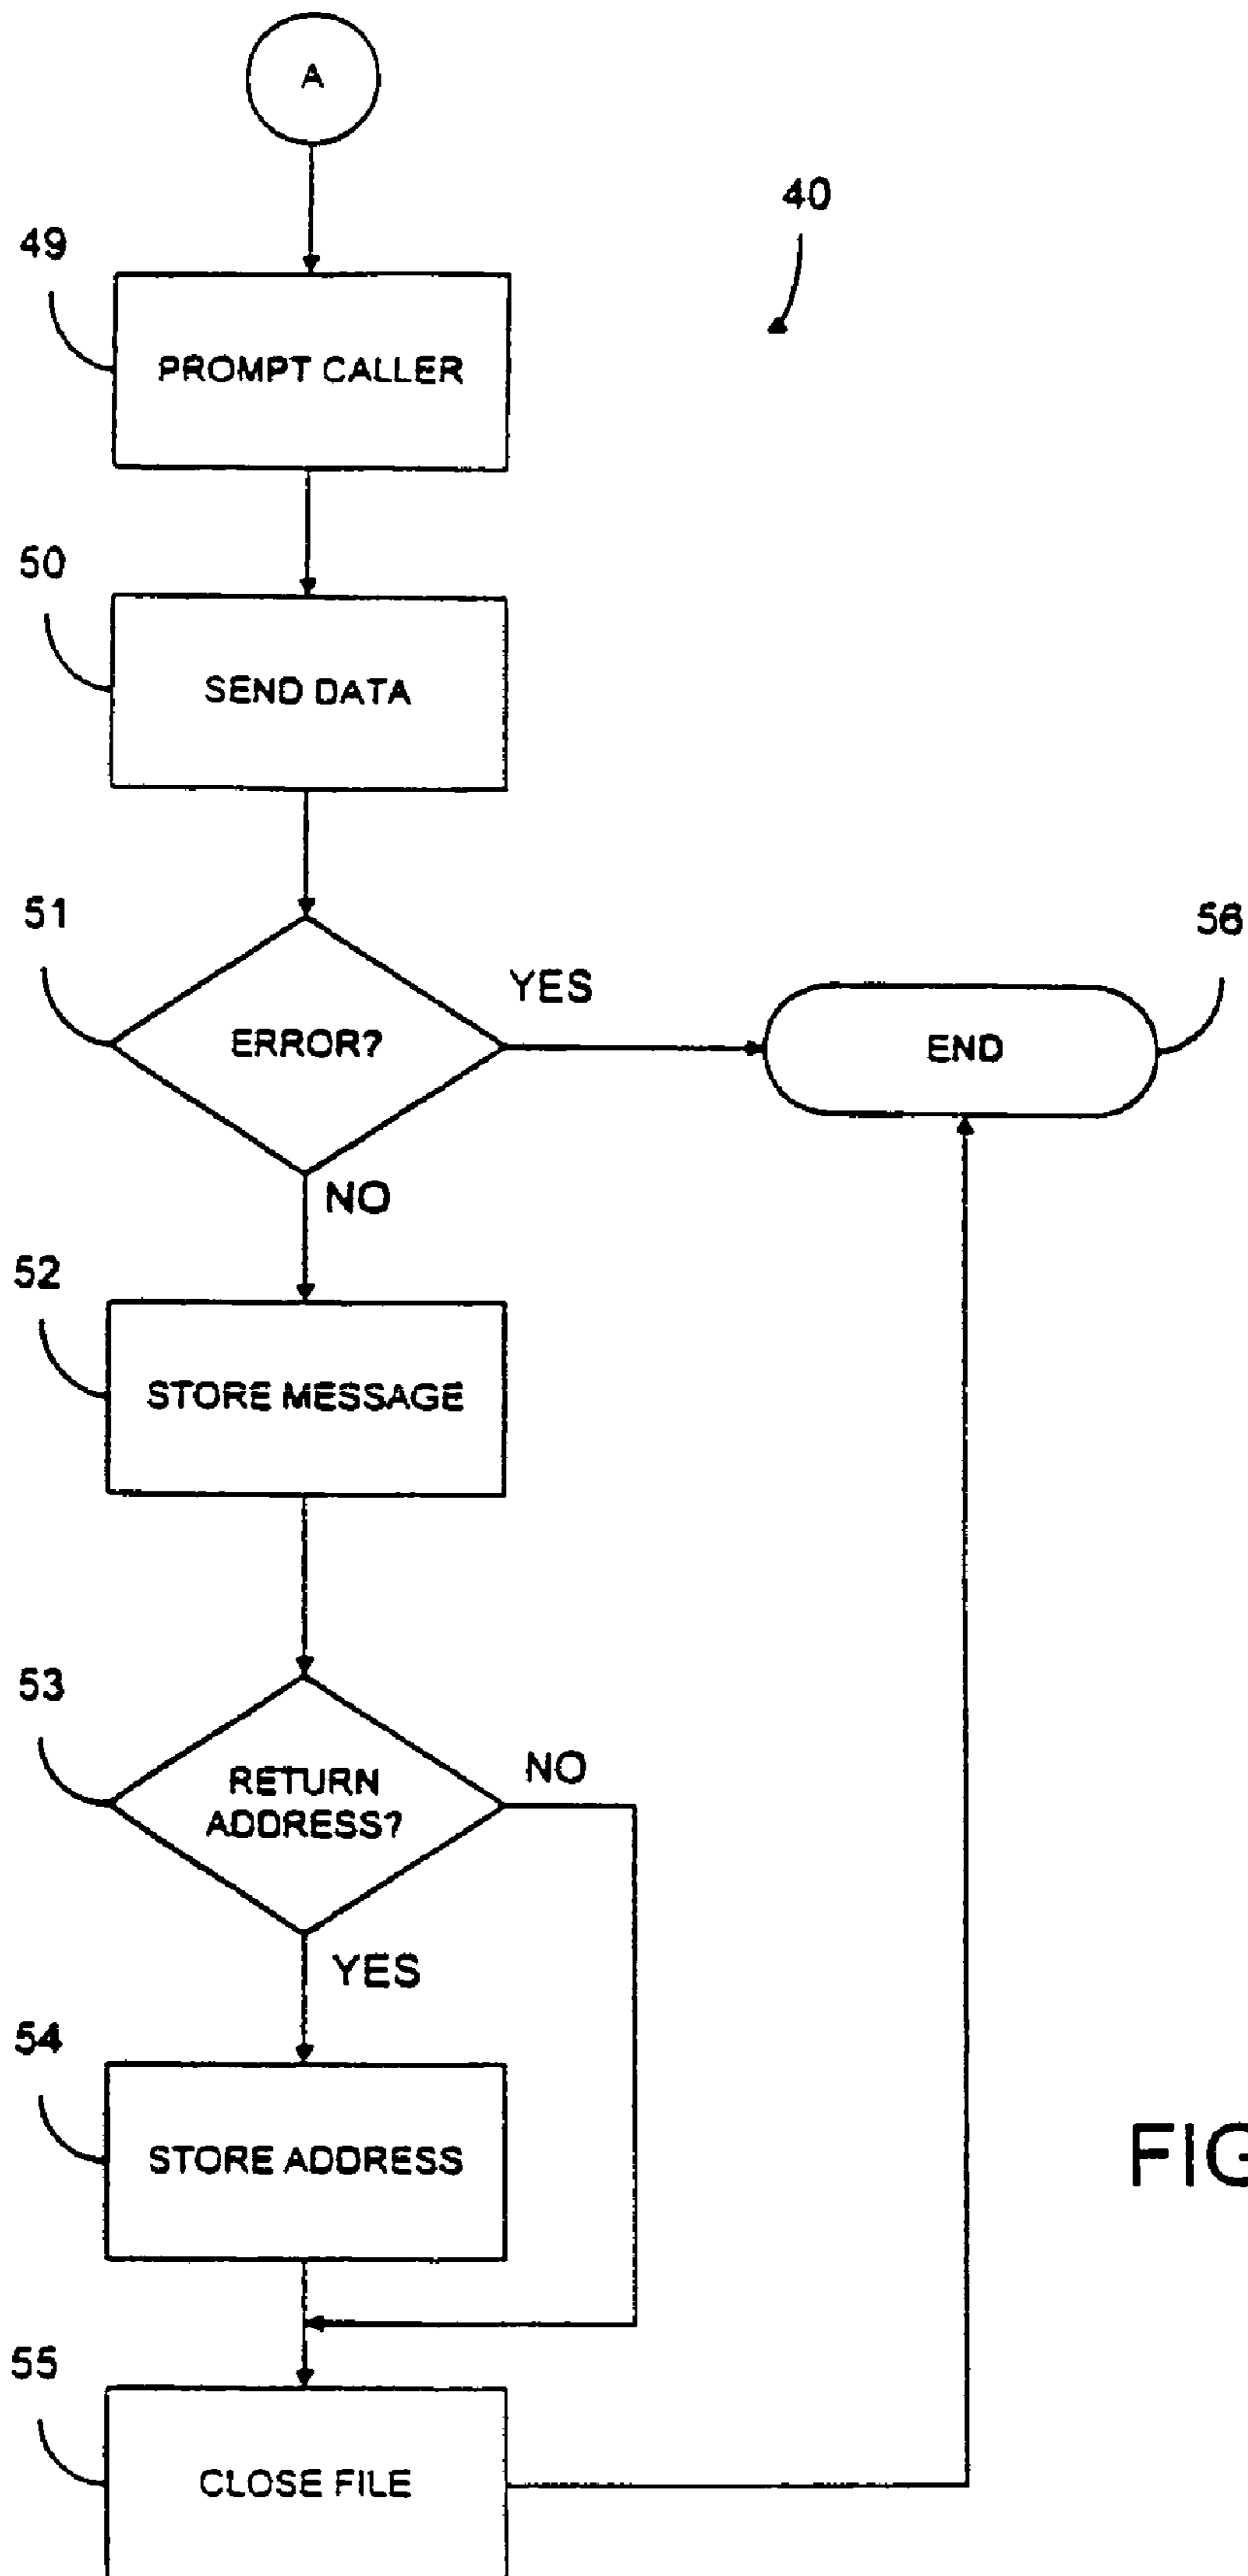 A
40
49
PROMPT CALLER
50
SEND DATA
51
ERROR?
YES
END
56
NO
52
STORE MESSAGE
53
RETURN
ADDRESS?
NO
YES
54
STORE ADDRESS
FIG
55
CLOSE FILE